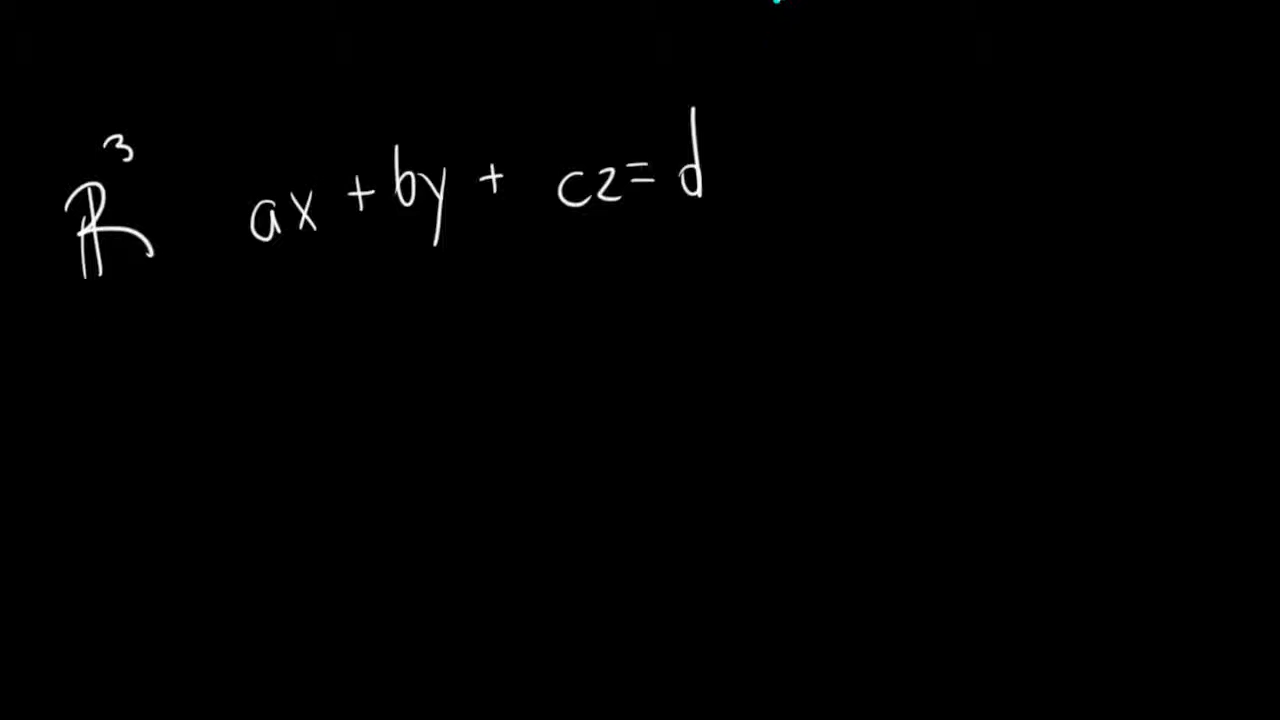 ℝ³ ax + by + cz = d